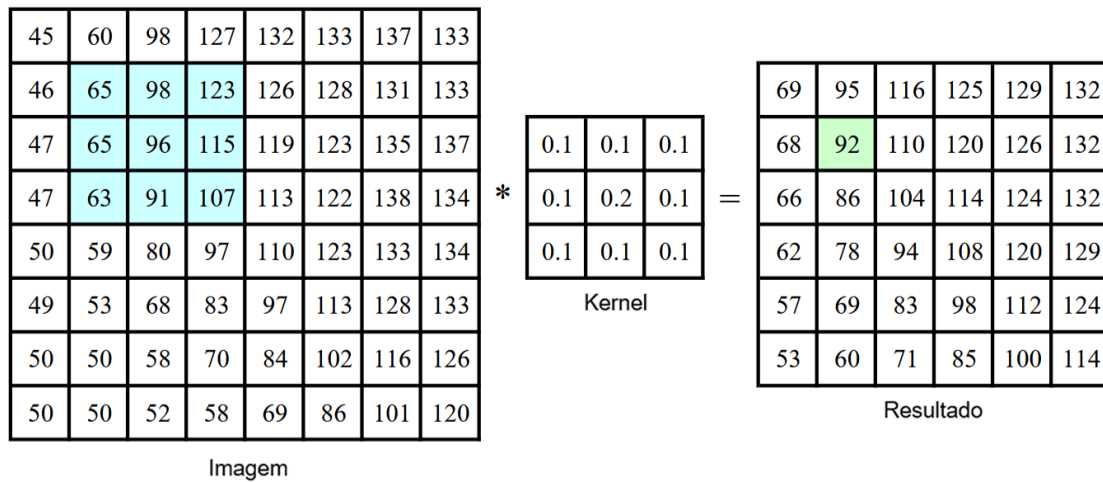 45 60 98 127 132 133 137 133
46 65 98 123 126 128 131 133
47 65 96 115 119 123 135 137
47 63 91 107 113 122 138 134
50 59 80 97 110 123 133 134
49 53 68 83 97 113 128 133
50 50 58 70 84 102 116 126
50 50 52 58 69 86 101 120
Imagem
*
0.1 0.1 0.1
0.1 0.2 0.1
0.1 0.1 0.1
Kernel
=
69 95 116 125 129 132
68 92 110 120 126 132
66 86 104 114 124 132
62 78 94 108 120 129
57 69 83 98 112 124
53 60 71 85 100 114
Resultado